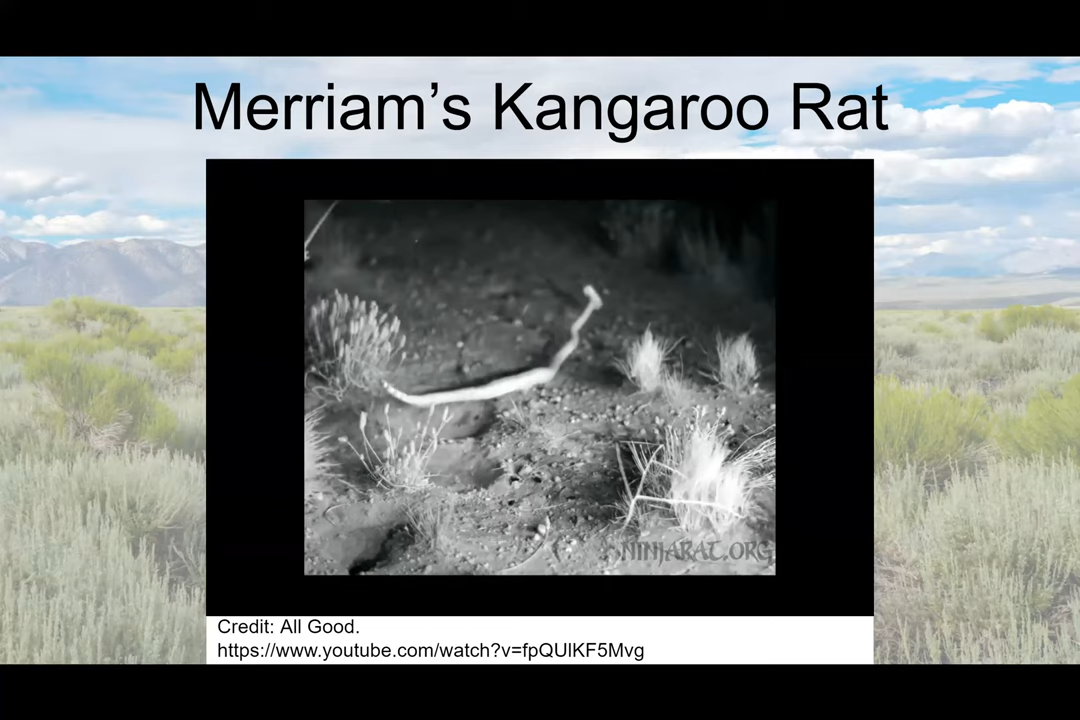 Merriam’s Kangaroo Rat
NINJARAT.ORG
Credit: All Good.
https://www.youtube.com/watch?v=fpQUlKF5Mvg